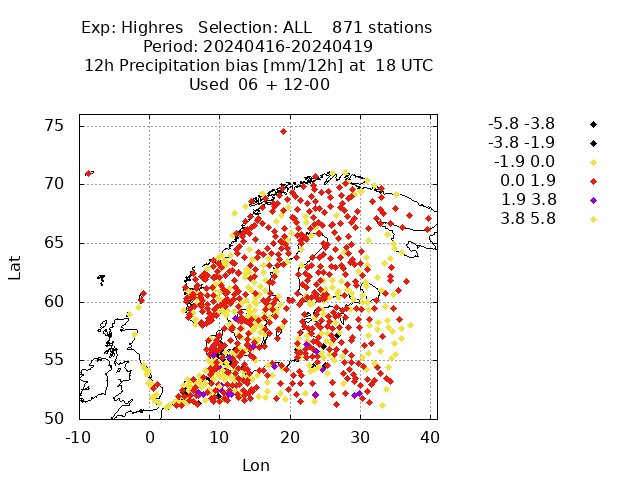 Exp: Highres   Selection: ALL    871 stations
Period: 20240416-20240419
12h Precipitation bias [mm/12h] at  18 UTC
Used  06 + 12-00
-5.8 -3.8
-3.8 -1.9
-1.9 0.0
0.0 1.9
1.9 3.8
3.8 5.8
75
70
65
60
55
50
Lat
-10 0 10 20 30 40
Lon